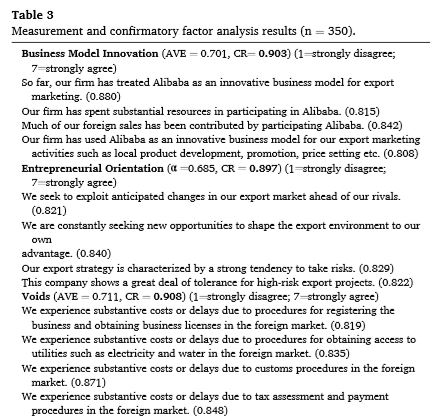 Table 3
Measurement and confirmatory factor analysis results (n = 350).
Business Model Innovation (AVE = 0.701, CR= 0.903) (1=strongly disagree;
7=strongly agree)
So far, our firm has treated Alibaba as an innovative business model for export
marketing. (0.880)
Our firm has spent substantial resources in participating in Alibaba. (0.815)
Much of our foreign sales has been contributed by participating Alibaba. (0.842)
Our firm has used Alibaba as an innovative business model for our export marketing
activities such as local product development, promotion, price setting etc. (0.808)
Entrepreneurial Orientation (α =0.685, CR = 0.897) (1=strongly disagree;
7=strongly agree)
We seek to exploit anticipated changes in our export market ahead of our rivals.
(0.821)
We are constantly seeking new opportunities to shape the export environment to our
own
advantage. (0.840)
Our export strategy is characterized by a strong tendency to take risks. (0.829)
This company shows a great deal of tolerance for high-risk export projects. (0.822)
Voids (AVE = 0.711, CR = 0.908) (1=strongly disagree; 7=strongly agree)
We experience substantive costs or delays due to procedures for registering the
business and obtaining business licenses in the foreign market. (0.819)
We experience substantive costs or delays due to procedures for obtaining access to
utilities such as electricity and water in the foreign market. (0.835)
We experience substantive costs or delays due to customs procedures in the foreign
market. (0.871)
We experience substantive costs or delays due to tax assessment and payment
procedures in the foreign market. (0.848)